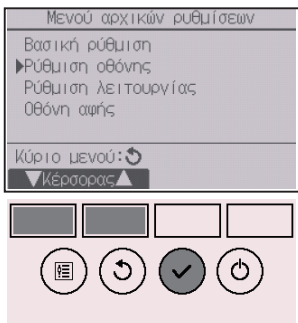 Μενού αρχικών ρυθμίσεων
Βασική ρύθμιση
▶Ρύθμιση οθόνης
Ρύθμιση λειτουργίας
Οθόνη αφής
Κύριο μενού:
▼Κέρσορας▲